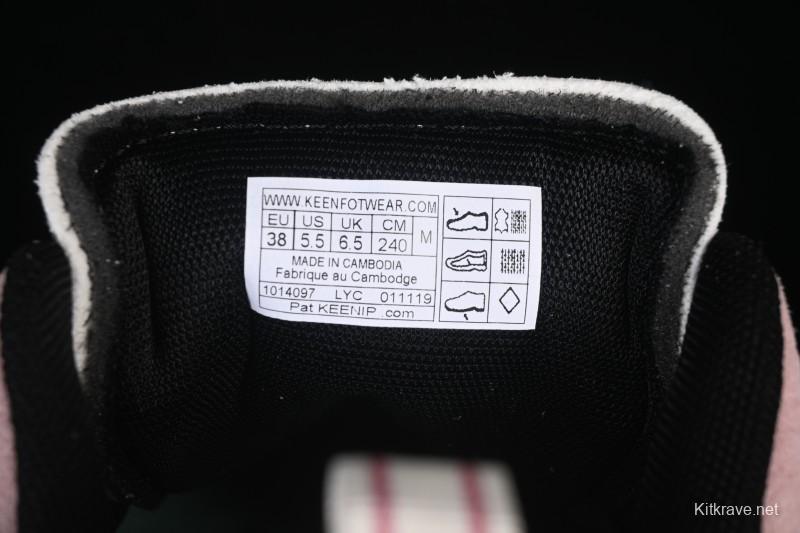 WWW.KEENFOTWEAR.COM
EU US UK CM M
38 5.5 6.5 240
MADE IN CAMBODIA
Fabrique au Cambodge
1014097 LYC 011119
Pat KEENIP .com
Kitkrave.net